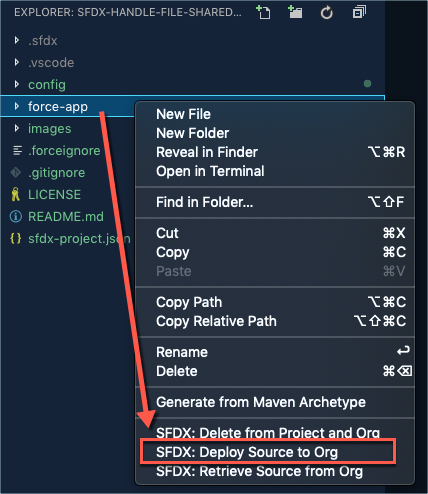 EXPLORER: SFDX-HANDLE-FILE-SHARED...
.sfdx
.vscode
config
force-app
images
.forceignore
.gitignore
LICENSE
README.md
{ } sfdx-project.json
New File
New Folder
Reveal in Finder ⌥⌘R
Open in Terminal
Find in Folder... ⌥⇧F
Cut ⌘X
Copy ⌘C
Paste ⌘V
Copy Path ⌥⌘C
Copy Relative Path ⌥⇧⌘C
Rename ↩
Delete ⌘⌫
Generate from Maven Archetype
SFDX: Delete from Project and Org
SFDX: Deploy Source to Org
SFDX: Retrieve Source from Org